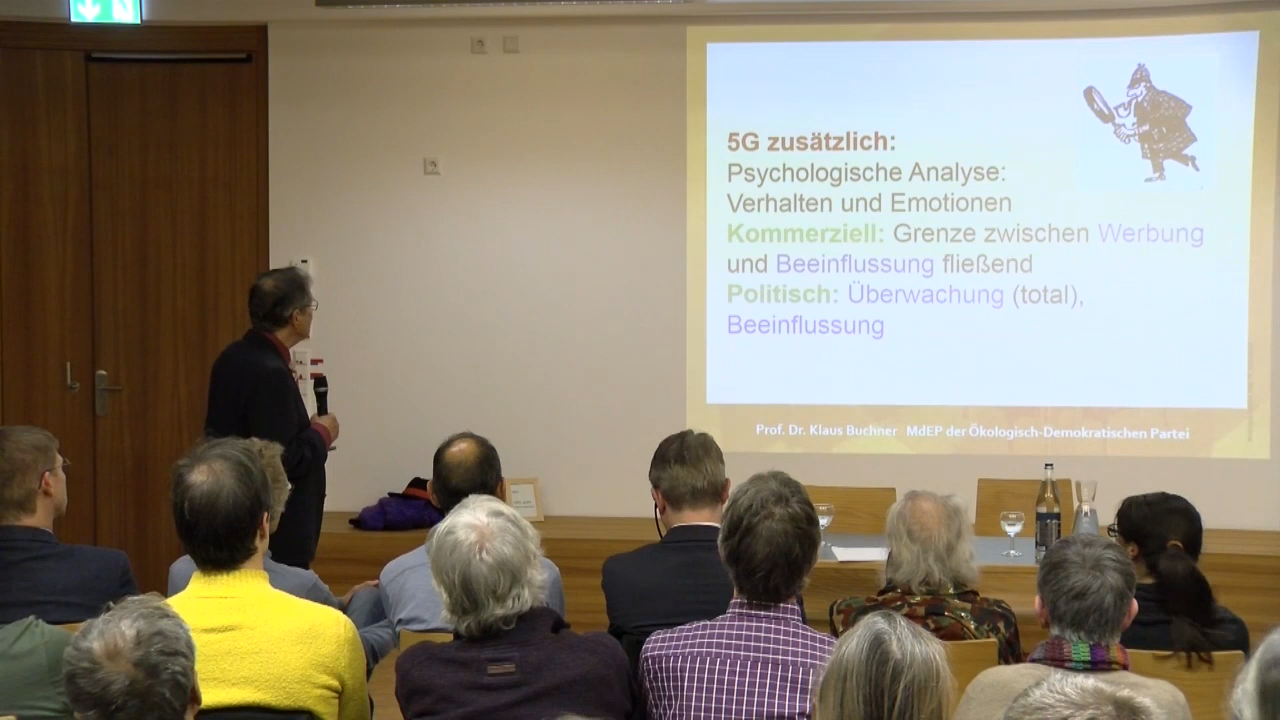 5G zusätzlich:
Psychologische Analyse:
Verhalten und Emotionen
Kommerziell: Grenze zwischen Werbung
und Beeinflussung fließend
Politisch: Überwachung (total),
Beeinflussung
Prof. Dr. Klaus Buchner MdEP der Ökologisch-Demokratischen Partei